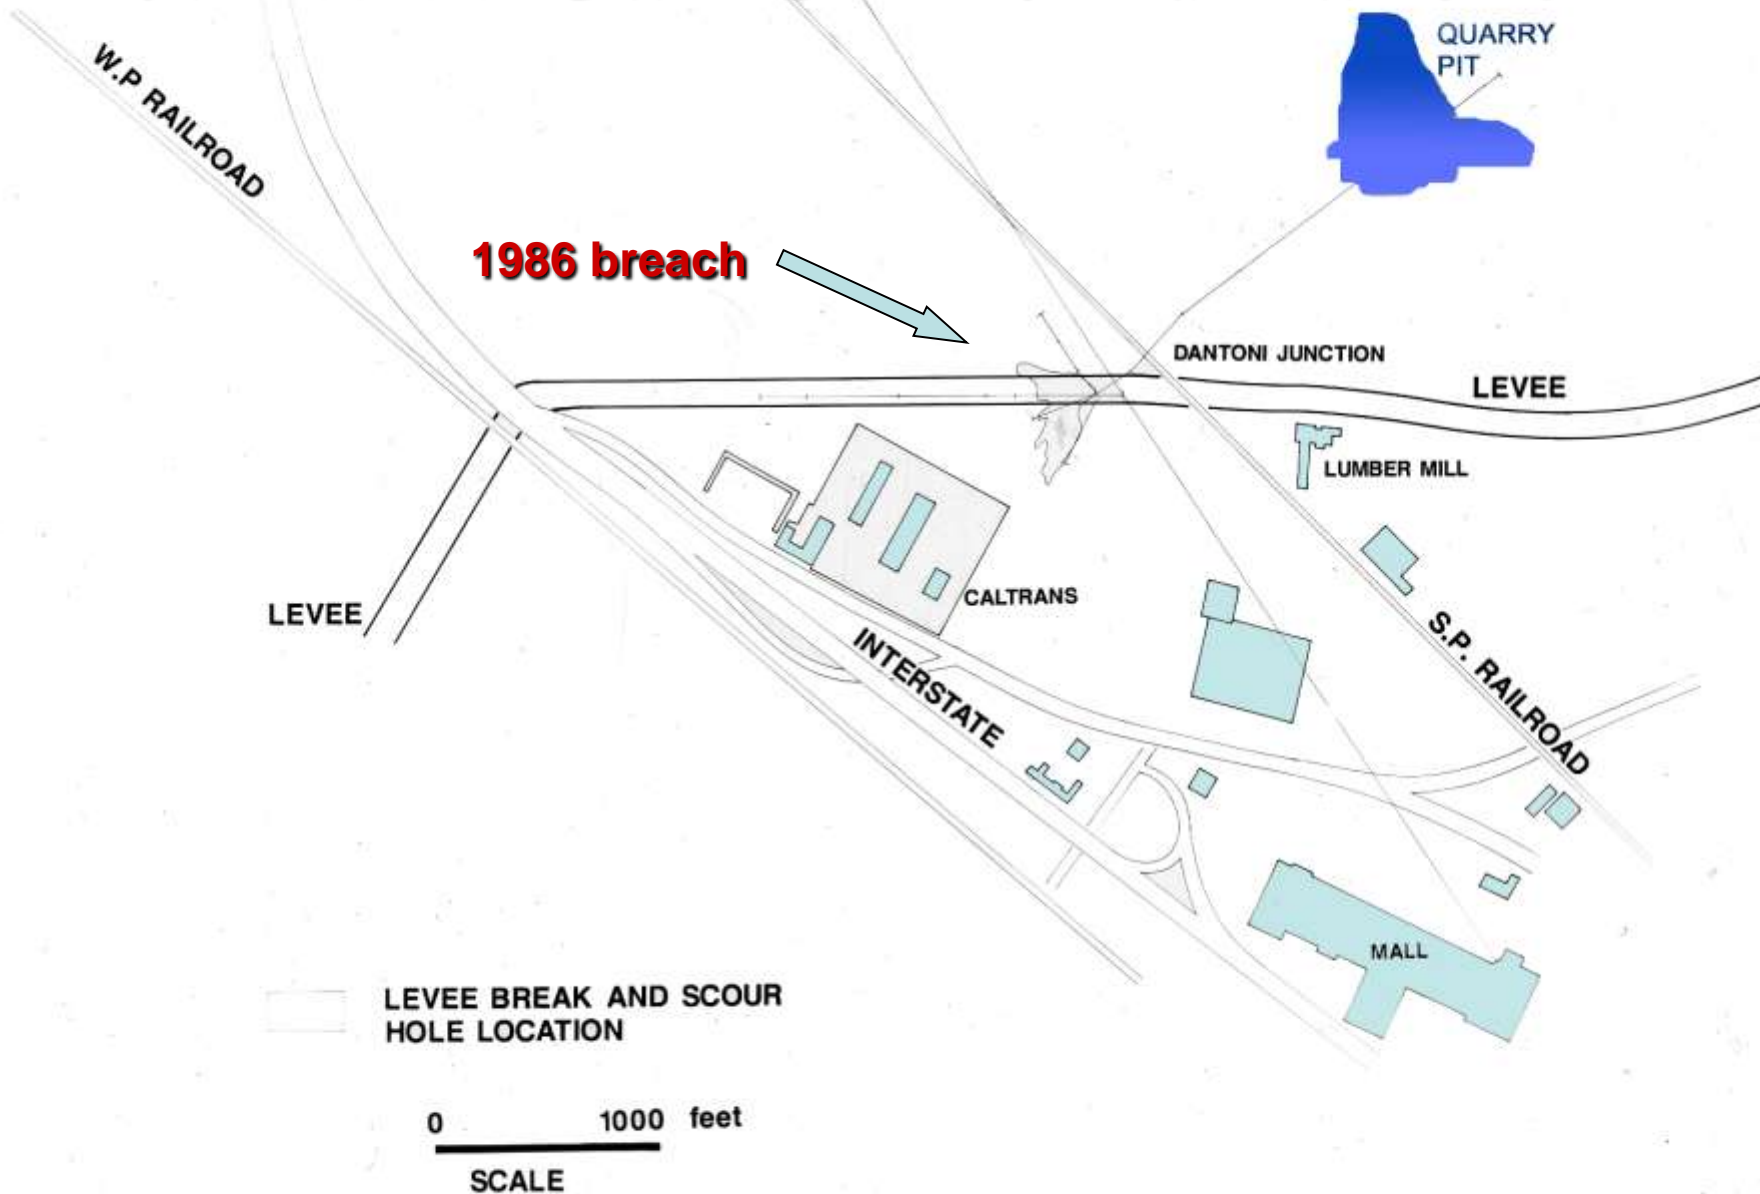 QUARRY
PIT
W.P RAILROAD
1986 breach
DANTONI JUNCTION
LEVEE
LUMBER MILL
CALTRANS
LEVEE
S.P. RAILROAD
INTERSTATE
MALL
LEVEE BREAK AND SCOUR
HOLE LOCATION
0 1000 feet
SCALE